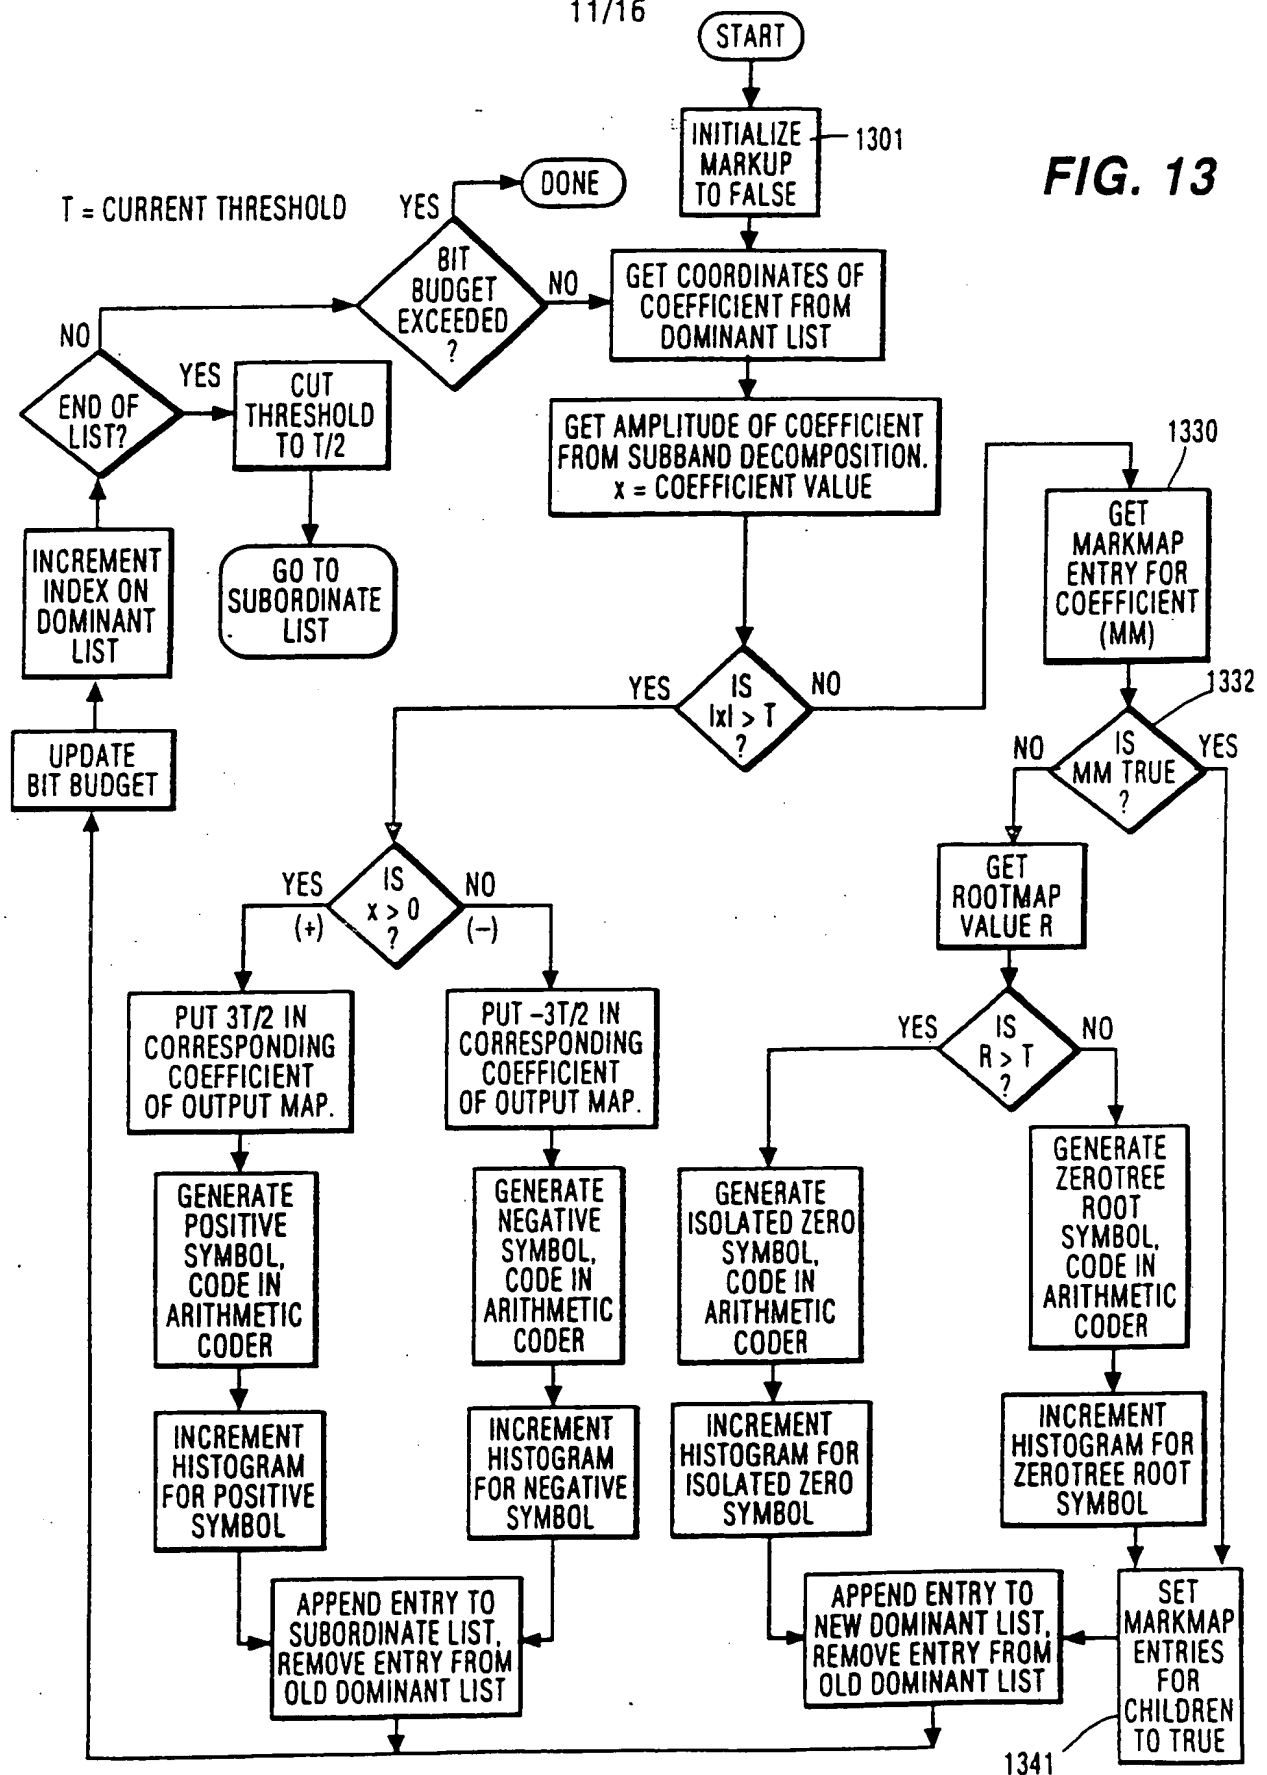 11/16
START
INITIALIZE
MARKUP
TO FALSE
1301
FIG. 13
T = CURRENT THRESHOLD
YES
DONE
BIT
BUDGET
EXCEEDED
?
NO
GET COORDINATES OF
COEFFICIENT FROM
DOMINANT LIST
NO
END OF
LIST?
YES
CUT
THRESHOLD
TO T/2
GO TO
SUBORDINATE
LIST
GET AMPLITUDE OF COEFFICIENT
FROM SUBBAND DECOMPOSITION.
x = COEFFICIENT VALUE
1330
GET
MARKMAP
ENTRY FOR
COEFFICIENT
(MM)
INCREMENT
INDEX ON
DOMINANT
LIST
UPDATE
BIT BUDGET
YES
IS
|x| > T
?
NO
1332
NO
IS
MM TRUE
?
YES
GET
ROOTMAP
VALUE R
YES
(+)
IS
x > 0
?
NO
(−)
YES
IS
R > T
?
NO
PUT 3T/2 IN
CORRESPONDING
COEFFICIENT
OF OUTPUT MAP.
PUT −3T/2 IN
CORRESPONDING
COEFFICIENT
OF OUTPUT MAP.
GENERATE
POSITIVE
SYMBOL,
CODE IN
ARITHMETIC
CODER
GENERATE
NEGATIVE
SYMBOL,
CODE IN
ARITHMETIC
CODER
GENERATE
ISOLATED ZERO
SYMBOL,
CODE IN
ARITHMETIC
CODER
GENERATE
ZEROTREE
ROOT
SYMBOL,
CODE IN
ARITHMETIC
CODER
INCREMENT
HISTOGRAM
FOR POSITIVE
SYMBOL
INCREMENT
HISTOGRAM
FOR NEGATIVE
SYMBOL
INCREMENT
HISTOGRAM FOR
ISOLATED ZERO
SYMBOL
INCREMENT
HISTOGRAM FOR
ZEROTREE ROOT
SYMBOL
APPEND ENTRY TO
SUBORDINATE LIST,
REMOVE ENTRY FROM
OLD DOMINANT LIST
APPEND ENTRY TO
NEW DOMINANT LIST,
REMOVE ENTRY FROM
OLD DOMINANT LIST
SET
MARKMAP
ENTRIES
FOR
CHILDREN
TO TRUE
1341